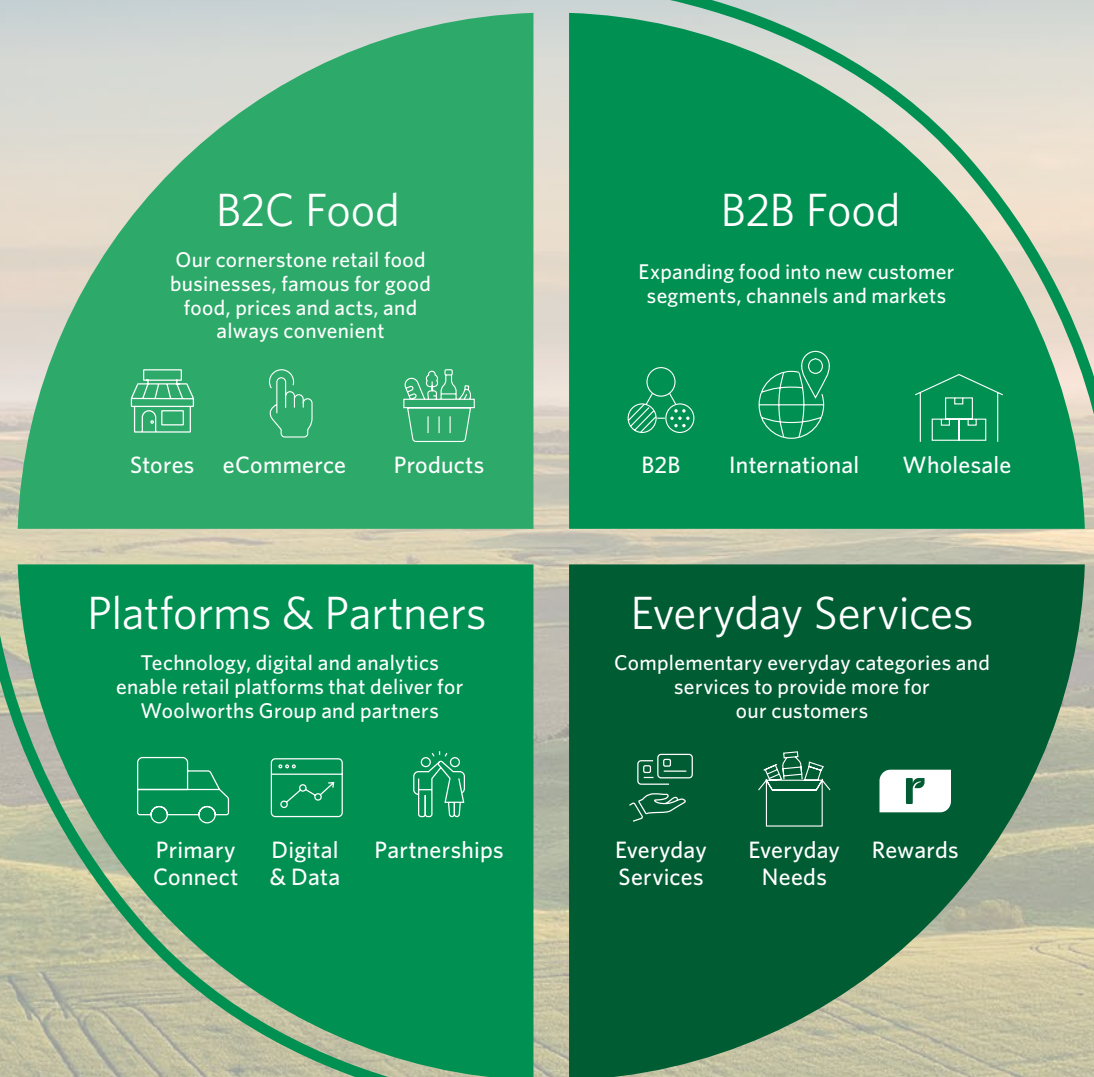 B2C Food
Our cornerstone retail food
businesses, famous for good
food, prices and acts, and
always convenient
Stores
eCommerce
Products
B2B Food
Expanding food into new customer
segments, channels and markets
B2B
International
Wholesale
Platforms & Partners
Technology, digital and analytics
enable retail platforms that deliver for
Woolworths Group and partners
Primary
Connect
Digital
& Data
Partnerships
Everyday Services
Complementary everyday categories and
services to provide more for
our customers
Everyday
Services
Everyday
Needs
r
Rewards